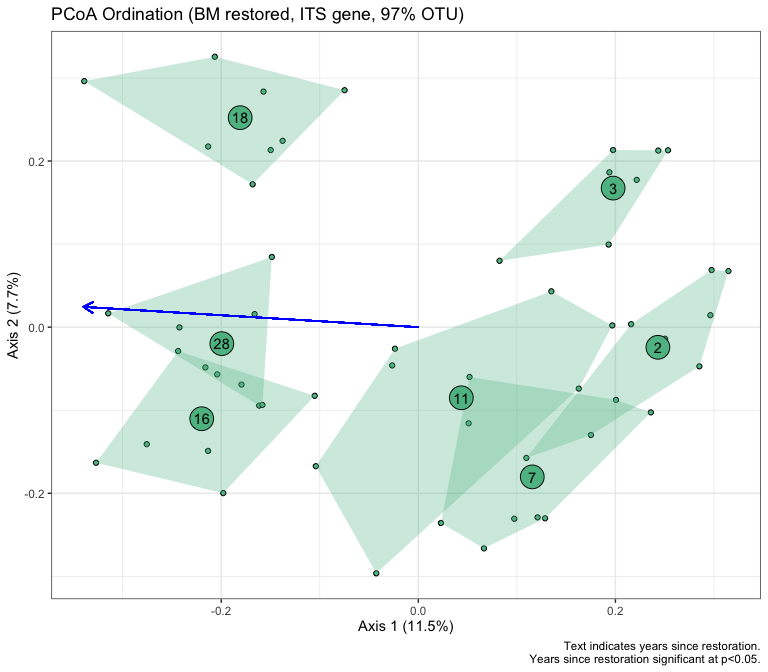 PCoA Ordination (BM restored, ITS gene, 97% OTU)
18
3
0.2
28
2
0.0
11
16
7
-0.2
Axis 2 (7.7%)
-0.2 0.0 0.2
Axis 1 (11.5%)
Text indicates years since restoration.
Years since restoration significant at p<0.05.